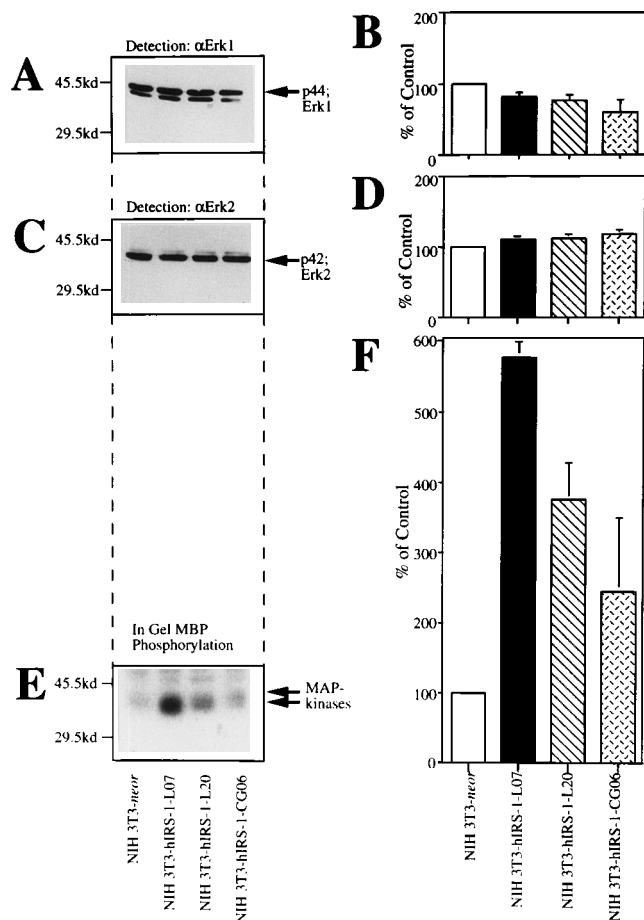 A
Detection: αErk1
45.5kd
29.5kd
p44;
Erk1
B
% of Control
200
100
0
C
Detection: αErk2
45.5kd
29.5kd
p42;
Erk2
D
% of Control
200
100
0
E
In Gel MBP
Phosphorylation
45.5kd
29.5kd
MAP-
kinases
NIH 3T3-neor
NIH 3T3-hIRS-1-L07
NIH 3T3-hIRS-1-L20
NIH 3T3-hIRS-1-CG06
F
% of Control
600
500
400
300
200
100
0
NIH 3T3-neor
NIH 3T3-hIRS-1-L07
NIH 3T3-hIRS-1-L20
NIH 3T3-hIRS-1-CG06